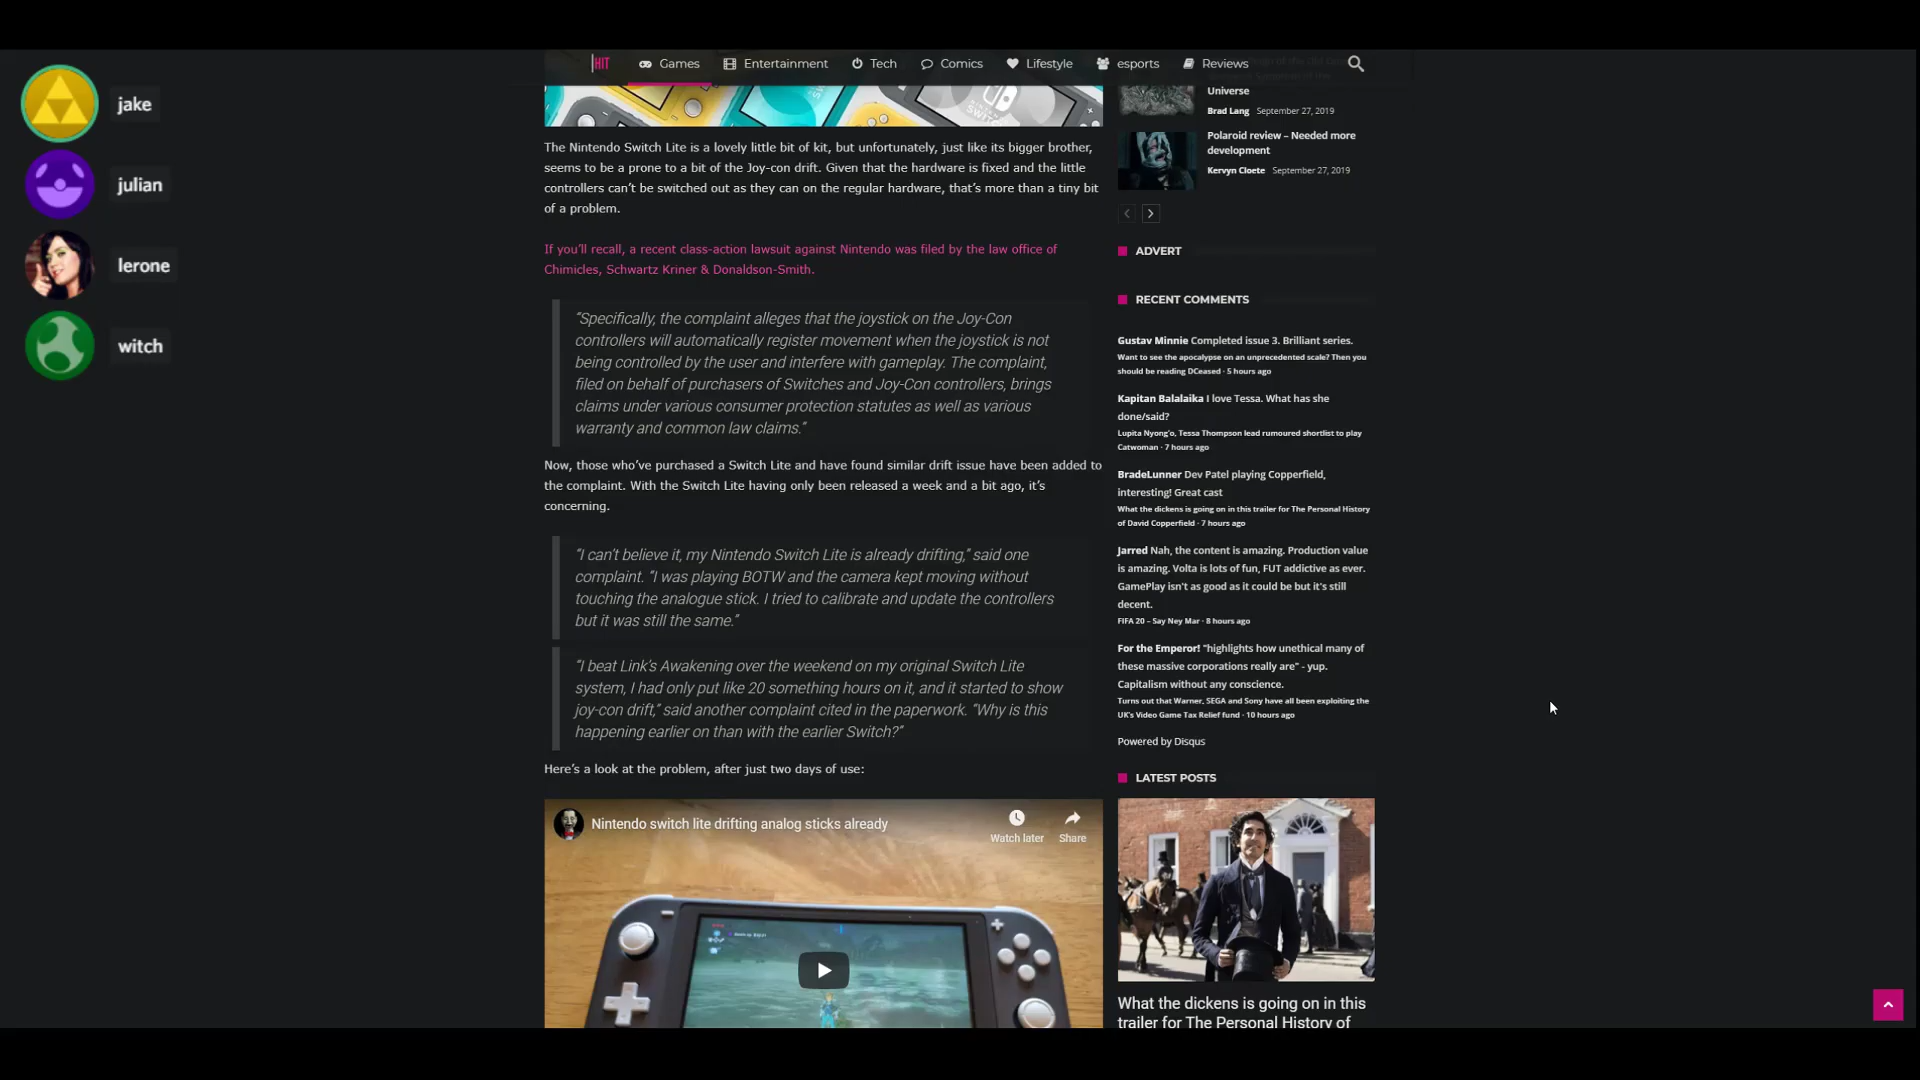 jake
julian
lerone
witch
HIT
Games
Entertainment
Tech
Comics
Lifestyle
esports
Reviews
The Nintendo Switch Lite is a lovely little bit of kit, but unfortunately, just like its bigger brother,
seems to be a prone to a bit of the Joy-con drift. Given that the hardware is fixed and the little
controllers can't be switched out as they can on the regular hardware, that's more than a tiny bit
of a problem.
If you'll recall, a recent class-action lawsuit against Nintendo was filed by the law office of
Chimicles, Schwartz Kriner & Donaldson-Smith.
“Specifically, the complaint alleges that the joystick on the Joy-Con
controllers will automatically register movement when the joystick is not
being controlled by the user and interfere with gameplay. The complaint,
filed on behalf of purchasers of Switches and Joy-Con controllers, brings
claims under various consumer protection statutes as well as various
warranty and common law claims.”
Now, those who've purchased a Switch Lite and have found similar drift issue have been added to
the complaint. With the Switch Lite having only been released a week and a bit ago, it's
concerning.
“I can't believe it, my Nintendo Switch Lite is already drifting,” said one
complaint. “I was playing BOTW and the camera kept moving without
touching the analogue stick. I tried to calibrate and update the controllers
but it was still the same.”
“I beat Link's Awakening over the weekend on my original Switch Lite
system, I had only put like 20 something hours on it, and it started to show
joy-con drift,” said another complaint cited in the paperwork. “Why is this
happening earlier on than with the earlier Switch?”
Here's a look at the problem, after just two days of use:
Nintendo switch lite drifting analog sticks already
Watch later
Share
Universe
Brad Lang September 27, 2019
Polaroid review – Needed more
development
Kervyn Cloete September 27, 2019
ADVERT
RECENT COMMENTS
Gustav Minnie Completed issue 3. Brilliant series.
Want to see the apocalypse on an unprecedented scale? Then you
should be reading DCeased · 5 hours ago
Kapitan Balalaika I love Tessa. What has she
done/said?
Lupita Nyong'o, Tessa Thompson lead rumoured shortlist to play
Catwoman · 7 hours ago
BradeLunner Dev Patel playing Copperfield,
interesting! Great cast
What the dickens is going on in this trailer for The Personal History
of David Copperfield · 7 hours ago
Jarred Nah, the content is amazing. Production value
is amazing. Volta is lots of fun, FUT addictive as ever.
GamePlay isn't as good as it could be but it's still
decent.
FIFA 20 – Say Ney Mar · 8 hours ago
For the Emperor! "highlights how unethical many of
these massive corporations really are" - yup.
Capitalism without any conscience.
Turns out that Warner, SEGA and Sony have all been exploiting the
UK's Video Game Tax Relief fund · 10 hours ago
Powered by Disqus
LATEST POSTS
What the dickens is going on in this
trailer for The Personal History of